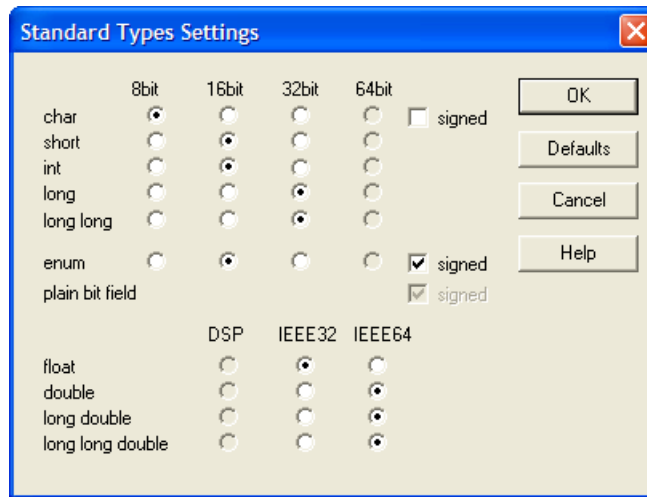 Standard Types Settings
8bit 16bit 32bit 64bit
char signed
short
int
long
long long
enum signed
plain bit field signed
DSP IEEE32 IEEE64
float
double
long double
long long double
OK
Defaults
Cancel
Help